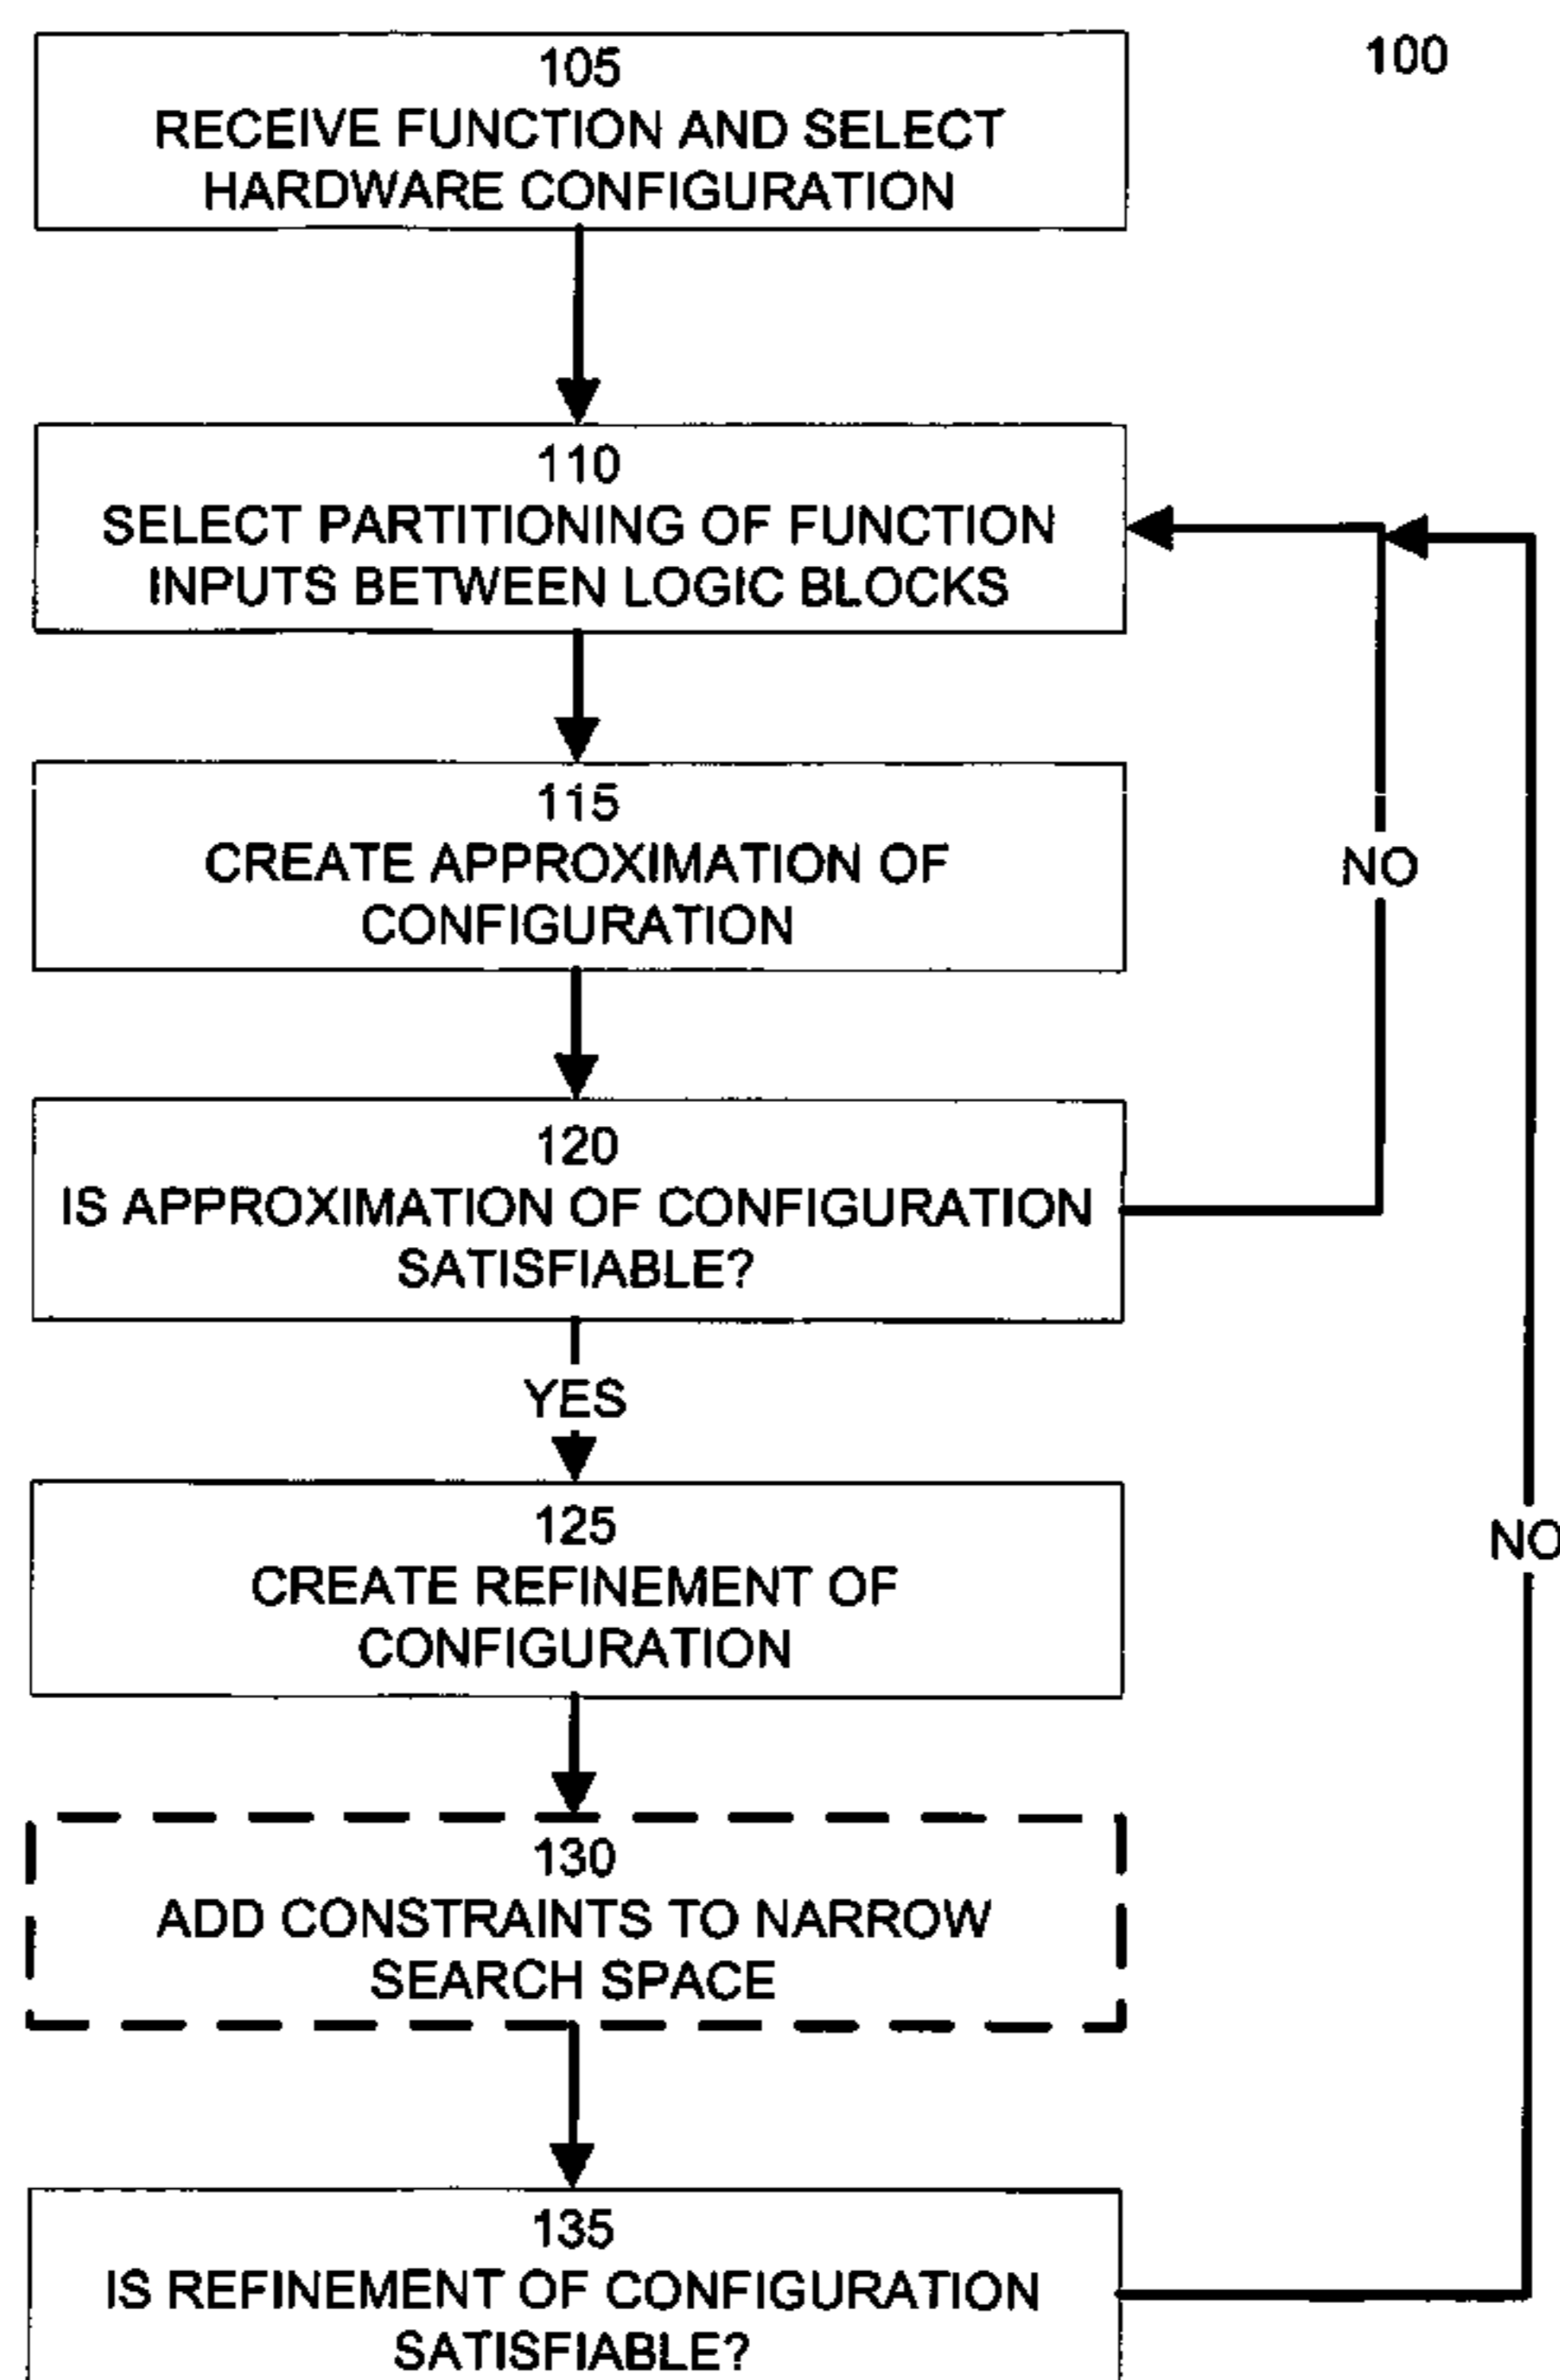 100
105
RECEIVE FUNCTION AND SELECT
HARDWARE CONFIGURATION
110
SELECT PARTITIONING OF FUNCTION
INPUTS BETWEEN LOGIC BLOCKS
115
CREATE APPROXIMATION OF
CONFIGURATION
NO
120
IS APPROXIMATION OF CONFIGURATION
SATISFIABLE?
YES
125
CREATE REFINEMENT OF
CONFIGURATION
NO
130
ADD CONSTRAINTS TO NARROW
SEARCH SPACE
135
IS REFINEMENT OF CONFIGURATION
SATISFIABLE?